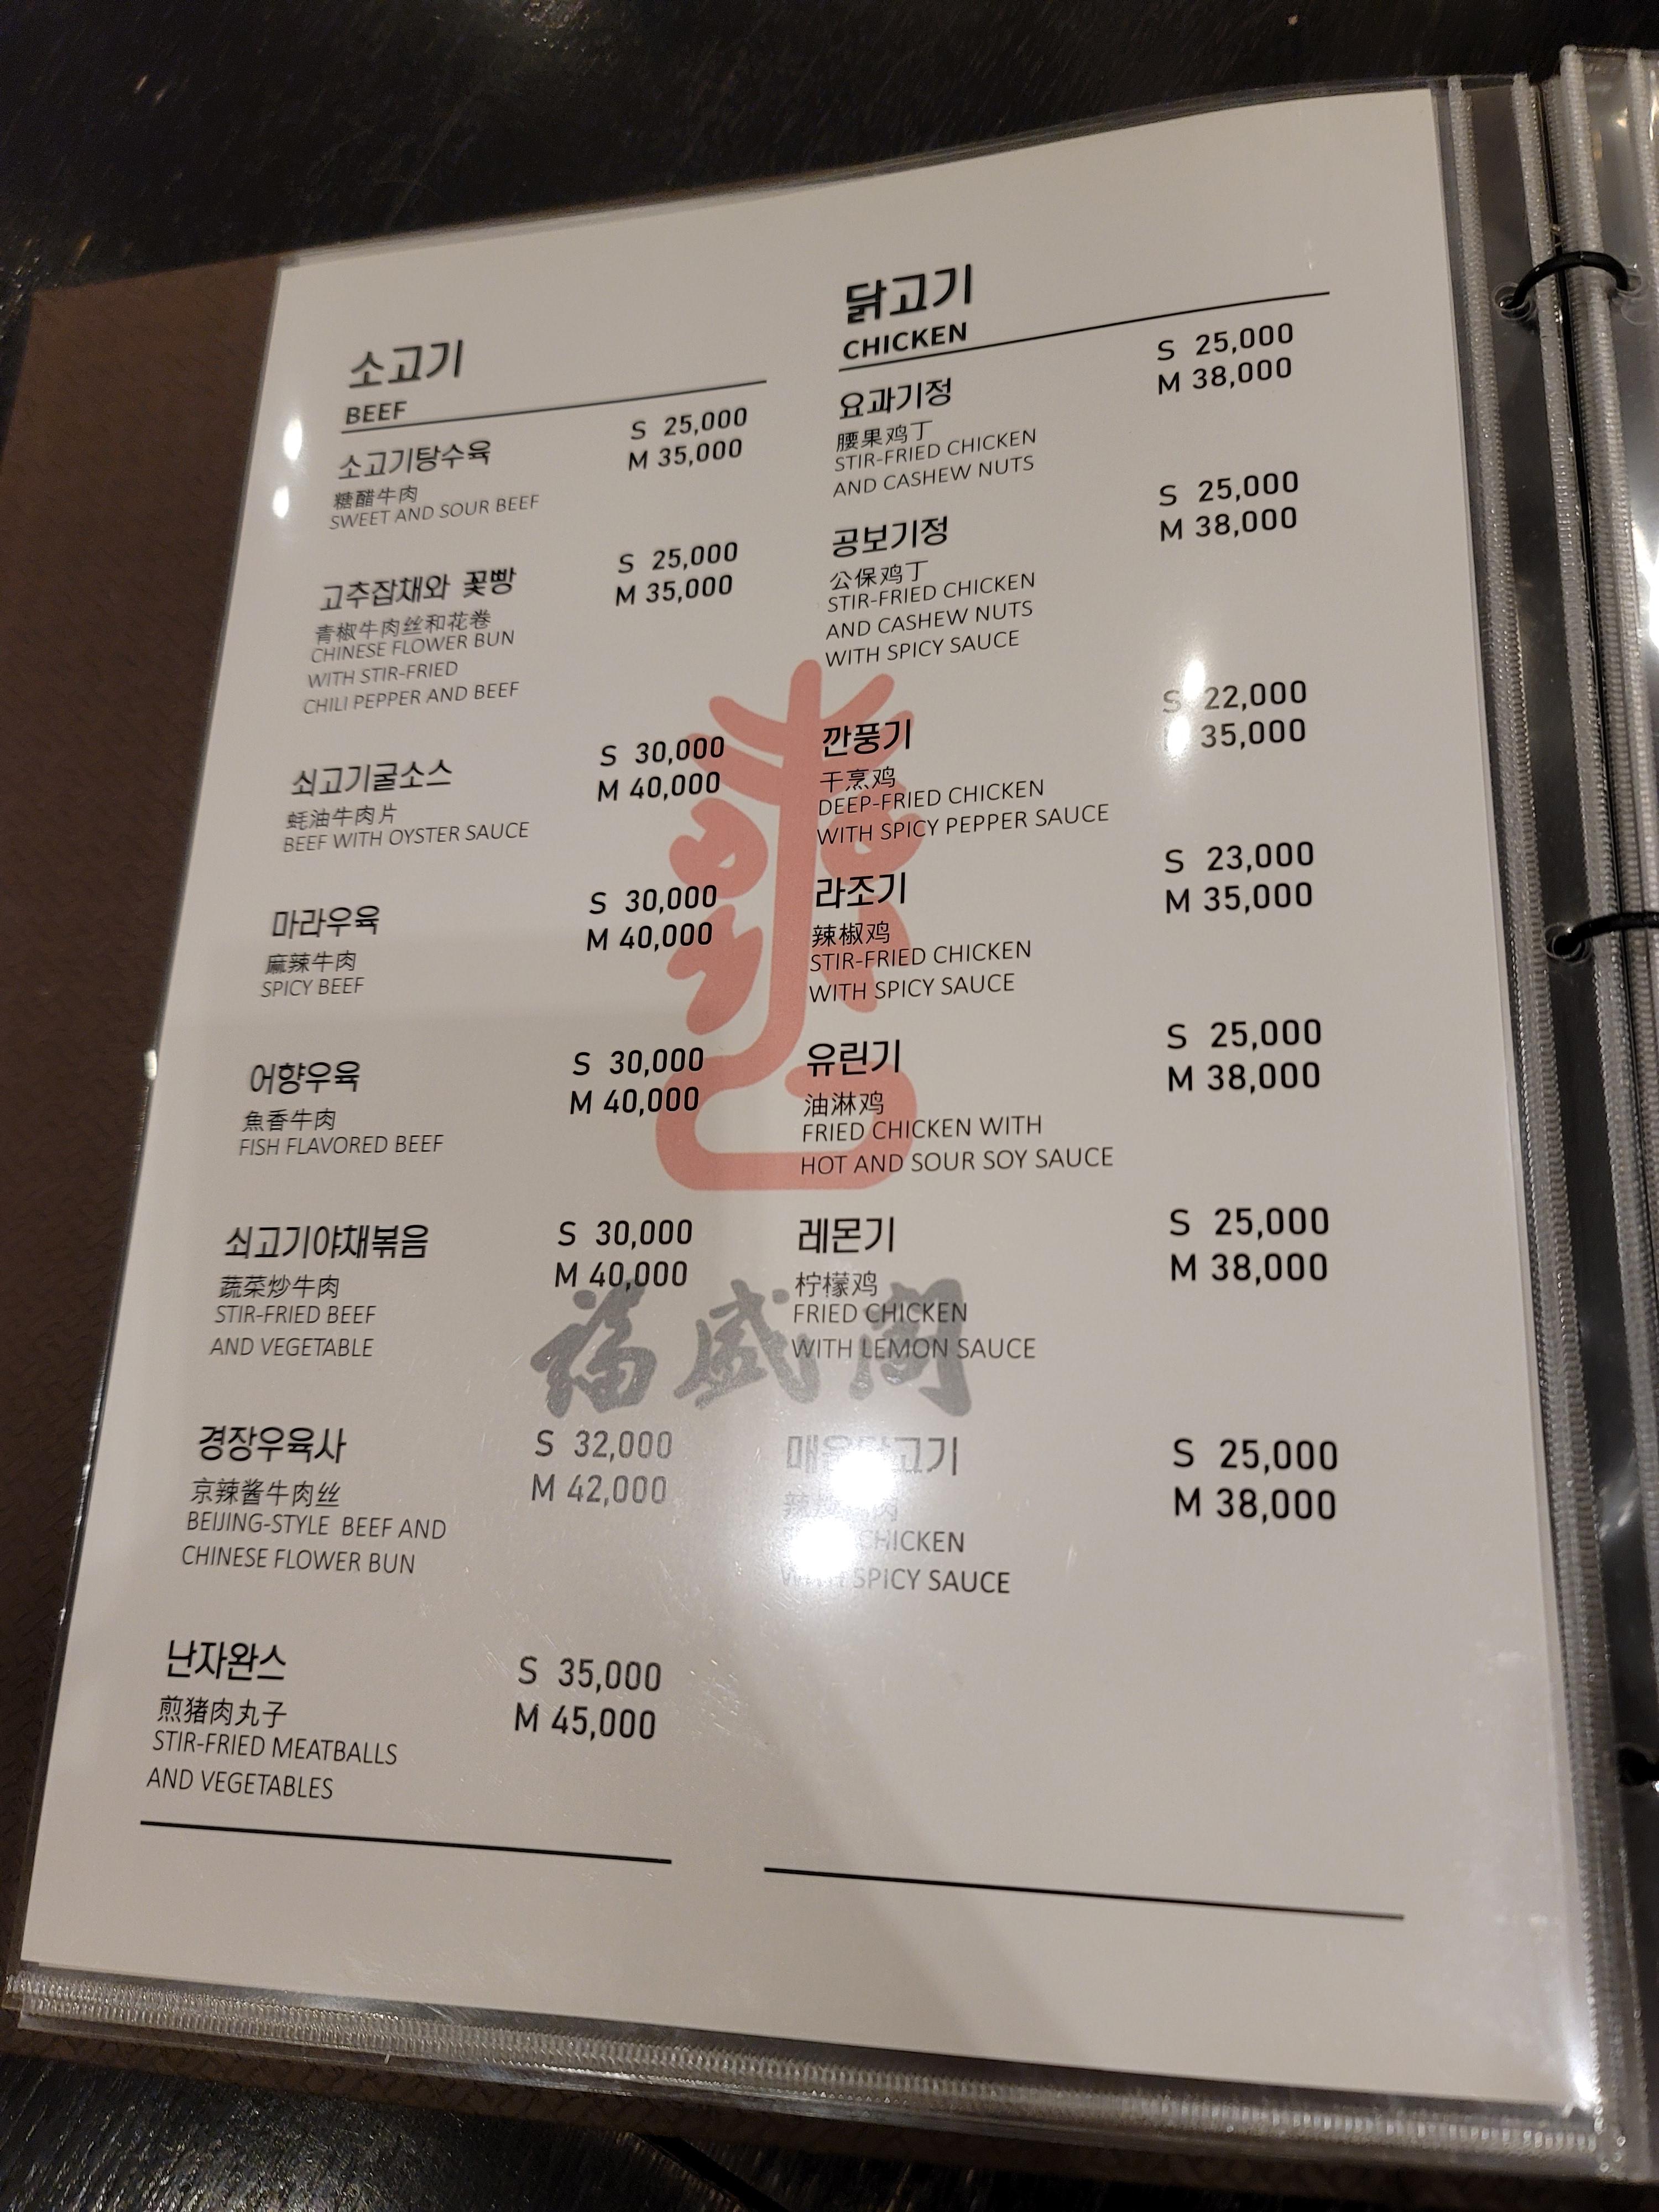 소고기
BEEF
소고기탕수육
S 25,000
M 35,000
糖醋牛肉
SWEET AND SOUR BEEF
고추잡채와 꽃빵
S 25,000
M 35,000
青椒牛肉丝和花卷
CHINESE FLOWER BUN
WITH STIR-FRIED
CHILI PEPPER AND BEEF
쇠고기굴소스
S 30,000
M 40,000
蚝油牛肉片
BEEF WITH OYSTER SAUCE
마라우육
S 30,000
M 40,000
麻辣牛肉
SPICY BEEF
어향우육
S 30,000
M 40,000
魚香牛肉
FISH FLAVORED BEEF
쇠고기야채볶음
S 30,000
M 40,000
蔬菜炒牛肉
STIR-FRIED BEEF
AND VEGETABLE
경장우육사
S 32,000
M 42,000
京辣酱牛肉丝
BEIJING-STYLE BEEF AND
CHINESE FLOWER BUN
난자완스
S 35,000
M 45,000
煎猪肉丸子
STIR-FRIED MEATBALLS
AND VEGETABLES
닭고기
CHICKEN
요과기정
S 25,000
M 38,000
腰果鸡丁
STIR-FRIED CHICKEN
AND CASHEW NUTS
공보기정
S 25,000
M 38,000
公保鸡丁
STIR-FRIED CHICKEN
AND CASHEW NUTS
WITH SPICY SAUCE
깐풍기
S 22,000
35,000
干烹鸡
DEEP-FRIED CHICKEN
WITH SPICY PEPPER SAUCE
라조기
S 23,000
M 35,000
辣椒鸡
STIR-FRIED CHICKEN
WITH SPICY SAUCE
유린기
S 25,000
M 38,000
油淋鸡
FRIED CHICKEN WITH
HOT AND SOUR SOY SAUCE
레몬기
S 25,000
M 38,000
柠檬鸡
FRIED CHICKEN
WITH LEMON SAUCE
福盛阁
S 25,000
M 38,000
CHICKEN
WITH SPICY SAUCE